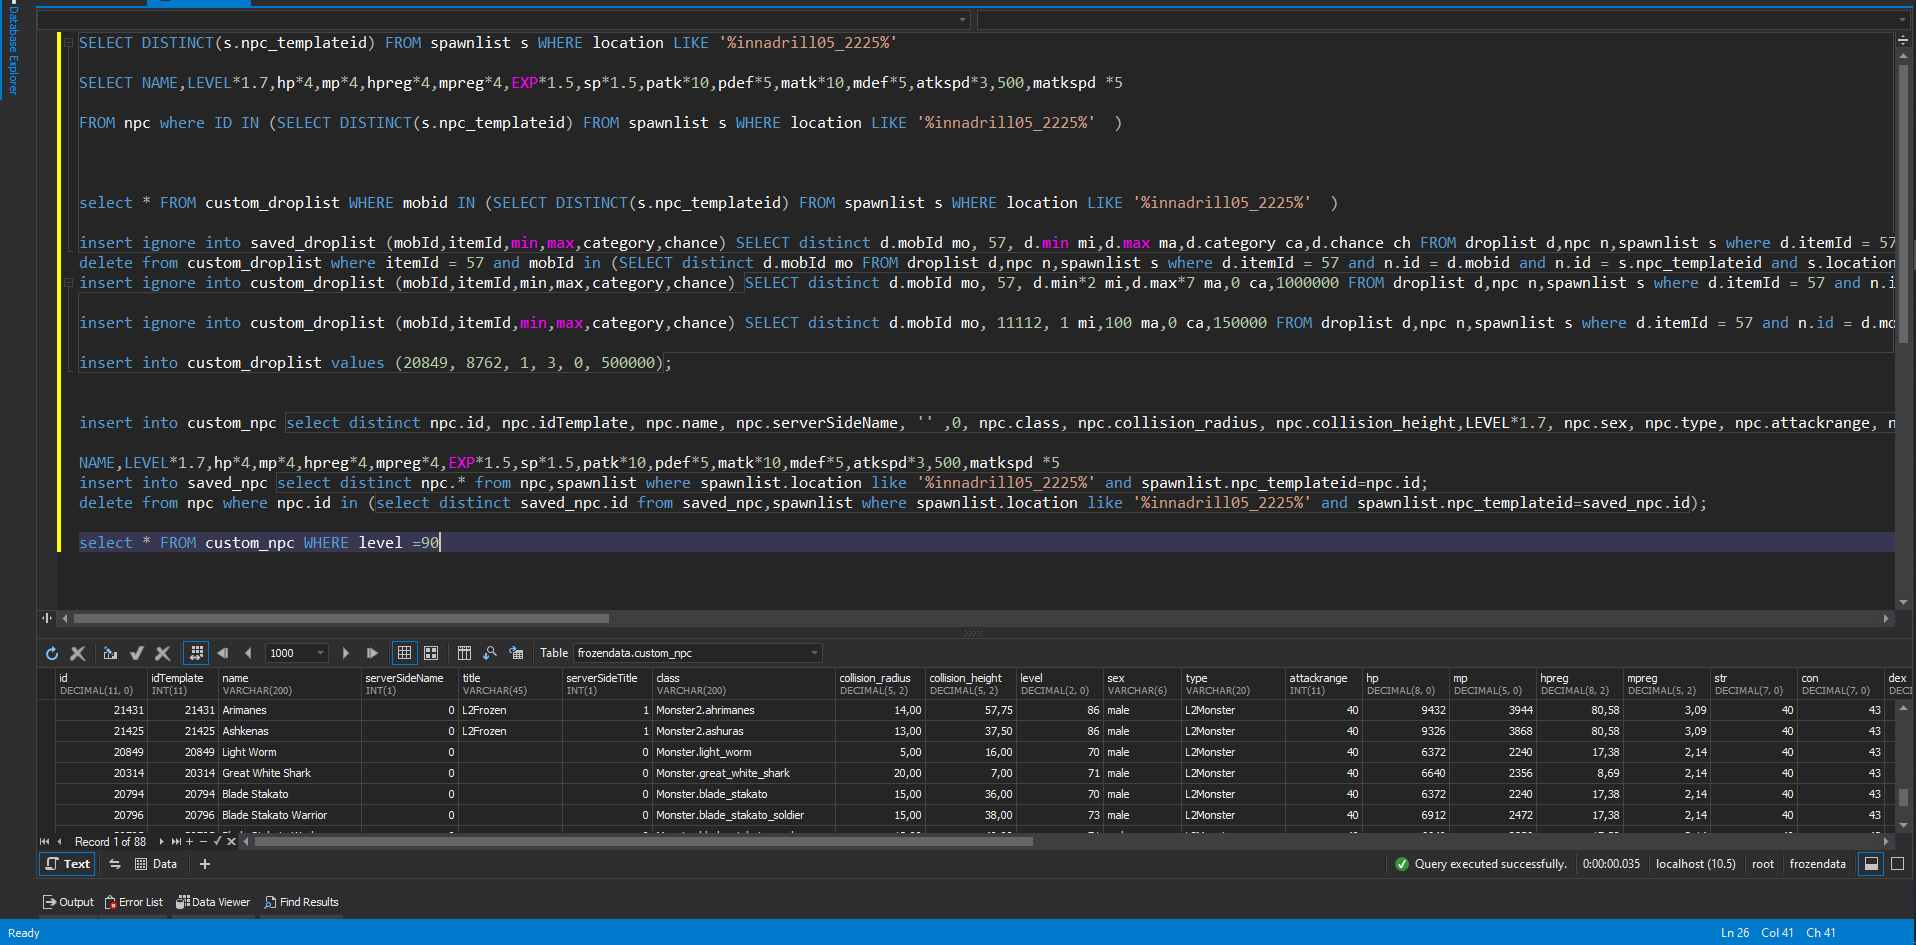 Database Explorer
SELECT DISTINCT(s.npc_templateid) FROM spawnlist s WHERE location LIKE '%innadrill05_2225%'
SELECT NAME,LEVEL*1.7,hp*4,mp*4,hpreg*4,mpreg*4,EXP*1.5,sp*1.5,patk*10,pdef*5,matk*10,mdef*5,atkspd*3,500,matkspd *5
FROM npc where ID IN (SELECT DISTINCT(s.npc_templateid) FROM spawnlist s WHERE location LIKE '%innadrill05_2225%'  )
select * FROM custom_droplist WHERE mobid IN (SELECT DISTINCT(s.npc_templateid) FROM spawnlist s WHERE location LIKE '%innadrill05_2225%'  )
insert ignore into saved_droplist (mobId,itemId,min,max,category,chance) SELECT distinct d.mobId mo, 57, d.min mi,d.max ma,d.category ca,d.chance ch FROM droplist d,npc n,spawnlist s where d.itemId = 57
delete from custom_droplist where itemId = 57 and mobId in (SELECT distinct d.mobId mo FROM droplist d,npc n,spawnlist s where d.itemId = 57 and n.id = d.mobid and n.id = s.npc_templateid and s.location
insert ignore into custom_droplist (mobId,itemId,min,max,category,chance) SELECT distinct d.mobId mo, 57, d.min*2 mi,d.max*7 ma,0 ca,1000000 FROM droplist d,npc n,spawnlist s where d.itemId = 57 and n.i
insert ignore into custom_droplist (mobId,itemId,min,max,category,chance) SELECT distinct d.mobId mo, 11112, 1 mi,100 ma,0 ca,150000 FROM droplist d,npc n,spawnlist s where d.itemId = 57 and n.id = d.mo
insert into custom_droplist values (20849, 8762, 1, 3, 0, 500000);
insert into custom_npc select distinct npc.id, npc.idTemplate, npc.name, npc.serverSideName, '' ,0, npc.class, npc.collision_radius, npc.collision_height,LEVEL*1.7, npc.sex, npc.type, npc.attackrange, n
NAME,LEVEL*1.7,hp*4,mp*4,hpreg*4,mpreg*4,EXP*1.5,sp*1.5,patk*10,pdef*5,matk*10,mdef*5,atkspd*3,500,matkspd *5
insert into saved_npc select distinct npc.* from npc,spawnlist where spawnlist.location like '%innadrill05_2225%' and spawnlist.npc_templateid=npc.id;
delete from npc where npc.id in (select distinct saved_npc.id from saved_npc,spawnlist where spawnlist.location like '%innadrill05_2225%' and spawnlist.npc_templateid=saved_npc.id);
select * FROM custom_npc WHERE level =90
1000 Table frozendata.custom_npc
id idTemplate name serverSideName title serverSideTitle class collision_radius collision_height level sex type attackrange hp mp hpreg mpreg str con dex
DECIMAL(11, 0) INT(11) VARCHAR(200) INT(1) VARCHAR(45) INT(1) VARCHAR(200) DECIMAL(5, 2) DECIMAL(5, 2) DECIMAL(2, 0) VARCHAR(6) VARCHAR(20) INT(11) DECIMAL(8, 0) DECIMAL(5, 0) DECIMAL(8, 2) DECIMAL(5, 2) DECIMAL(7, 0) DECIMAL(7, 0) DECI
21431 21431 Arimanes 0 L2Frozen 1 Monster2.ahrimanes 14,00 57,75 86 male L2Monster 40 9432 3944 80,58 3,09 40 43
21425 21425 Ashkenas 0 L2Frozen 1 Monster2.ashuras 13,00 37,50 86 male L2Monster 40 9326 3868 80,58 3,09 40 43
20849 20849 Light Worm 0 0 Monster.light_worm 5,00 16,00 70 male L2Monster 40 6372 2240 17,38 2,14 40 43
20314 20314 Great White Shark 0 0 Monster.great_white_shark 20,00 7,00 71 male L2Monster 40 6640 2356 8,69 2,14 40 43
20794 20794 Blade Stakato 0 0 Monster.blade_stakato 15,00 36,00 70 male L2Monster 40 6372 2240 17,38 2,14 40 43
20796 20796 Blade Stakato Warrior 0 0 Monster.blade_stakato_soldier 15,00 38,00 73 male L2Monster 40 6912 2472 17,38 2,14 40 43
Record 1 of 88
Text Data Query executed successfully. 0:00:00.035 localhost (10.5) root frozendata
Output Error List Data Viewer Find Results
Ready Ln 26 Col 41 Ch 41